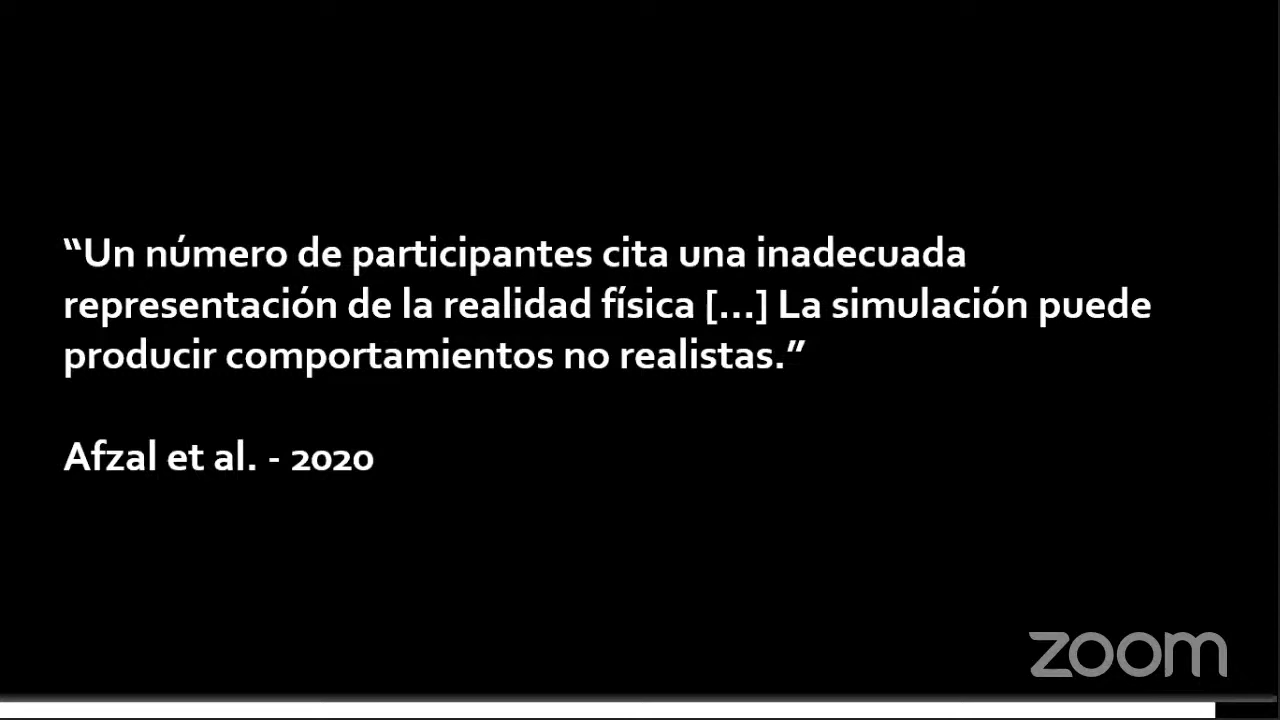 “Un número de participantes cita una inadecuada
representación de la realidad física [...] La simulación puede
producir comportamientos no realistas.”
Afzal et al. - 2020
zoom